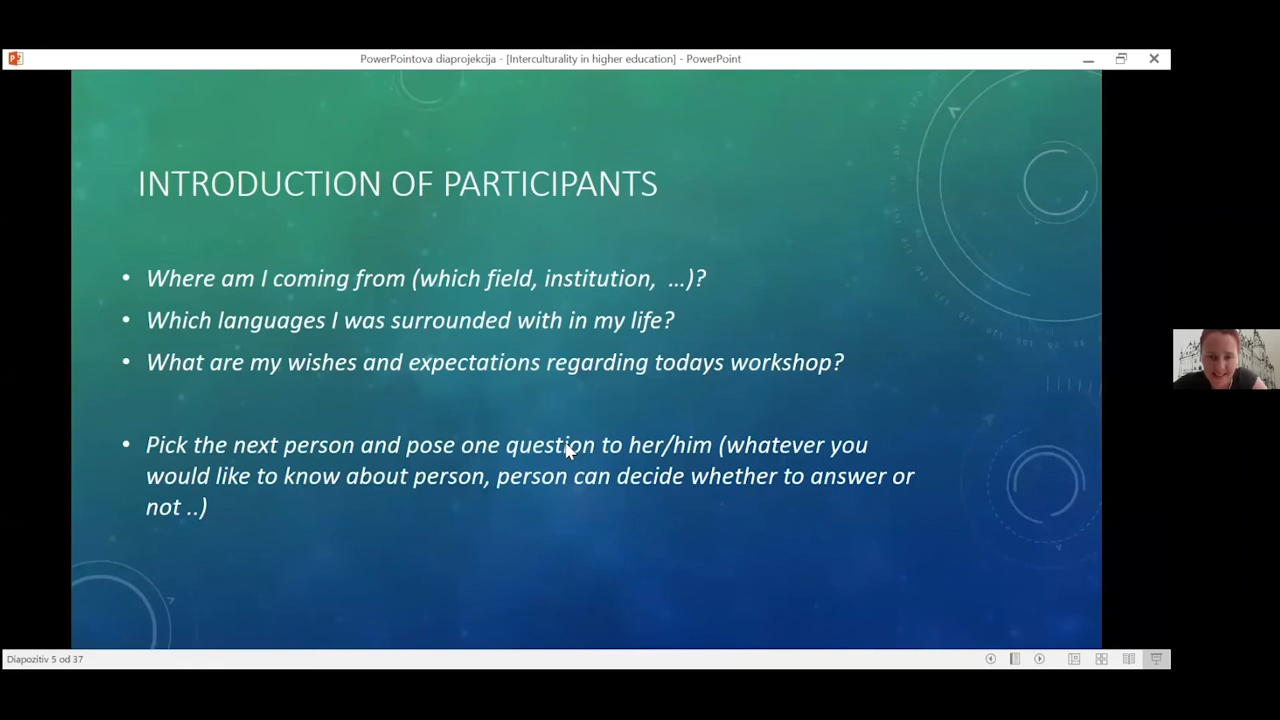 PowerPointova diaprojekcija - [Interculturality in higher education] - PowerPoint
INTRODUCTION OF PARTICIPANTS
• Where am I coming from (which field, institution, ...)?
• Which languages I was surrounded with in my life?
• What are my wishes and expectations regarding todays workshop?
• Pick the next person and pose one question to her/him (whatever you
would like to know about person, person can decide whether to answer or
not ..)
Diapozitiv 5 od 37